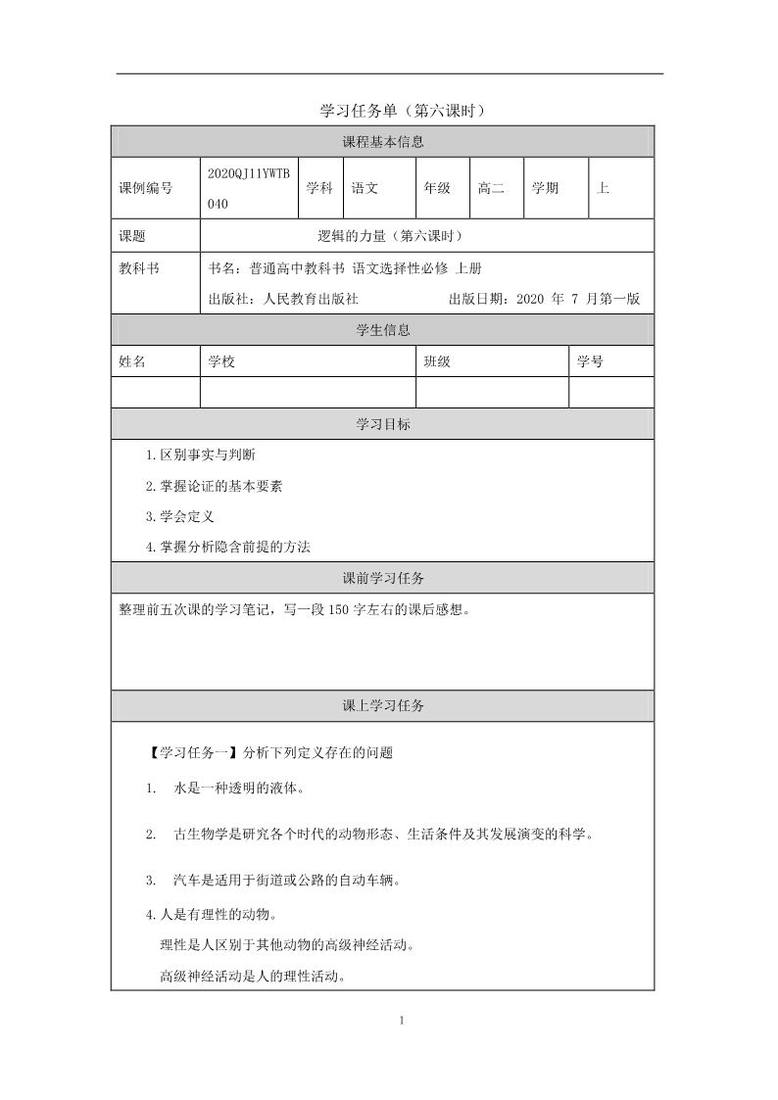 学习任务单（第六课时）
课程基本信息
课例编号 2020QJ11YWTB040 学科 语文 年级 高二 学期 上
课题 逻辑的力量（第六课时）
教科书 书名：普通高中教科书 语文选择性必修 上册
出版社：人民教育出版社 出版日期：2020 年 7 月第一版
学生信息
姓名 学校 班级 学号
学习目标
1.区别事实与判断
2.掌握论证的基本要素
3.学会定义
4.掌握分析隐含前提的方法
课前学习任务
整理前五次课的学习笔记，写一段 150 字左右的课后感想。
课上学习任务
【学习任务一】分析下列定义存在的问题
1. 水是一种透明的液体。
2. 古生物学是研究各个时代的动物形态、生活条件及其发展演变的科学。
3. 汽车是适用于街道或公路的自动车辆。
4.人是有理性的动物。
理性是人区别于其他动物的高级神经活动。
高级神经活动是人的理性活动。
1